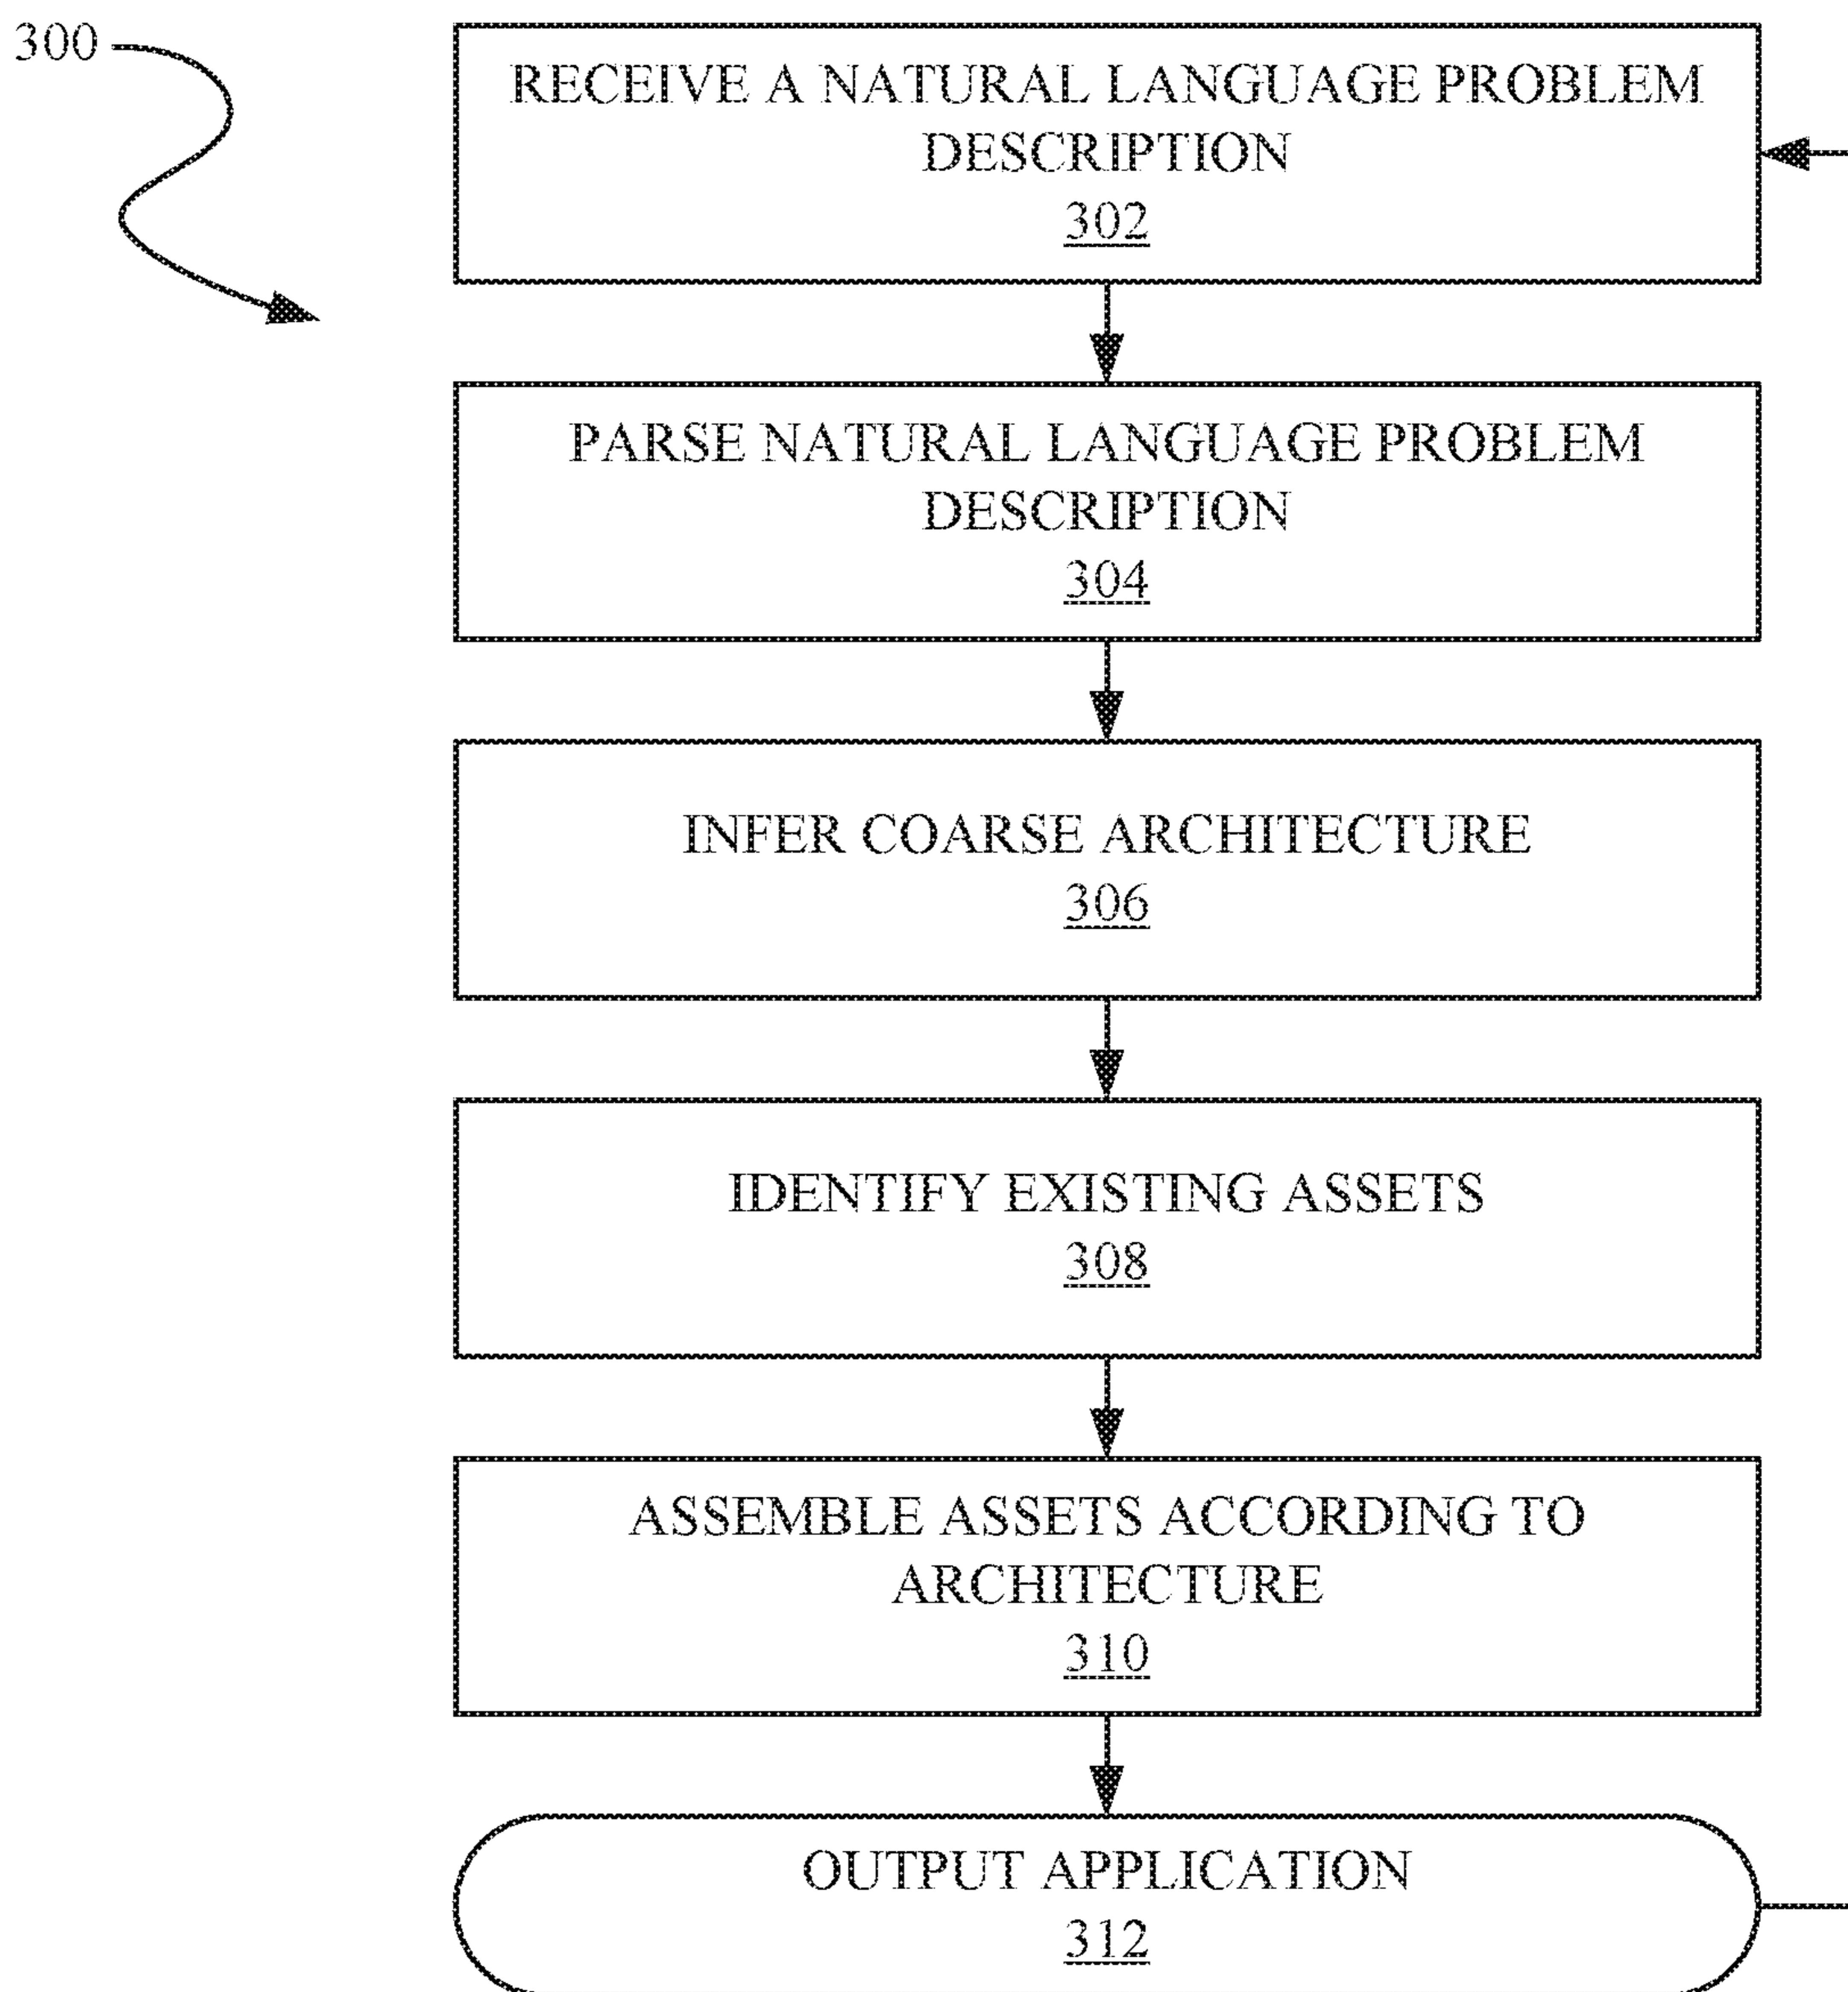 300
RECEIVE A NATURAL LANGUAGE PROBLEM
DESCRIPTION
302
PARSE NATURAL LANGUAGE PROBLEM
DESCRIPTION
304
INFER COARSE ARCHITECTURE
306
IDENTIFY EXISTING ASSETS
308
ASSEMBLE ASSETS ACCORDING TO
ARCHITECTURE
310
OUTPUT APPLICATION
312